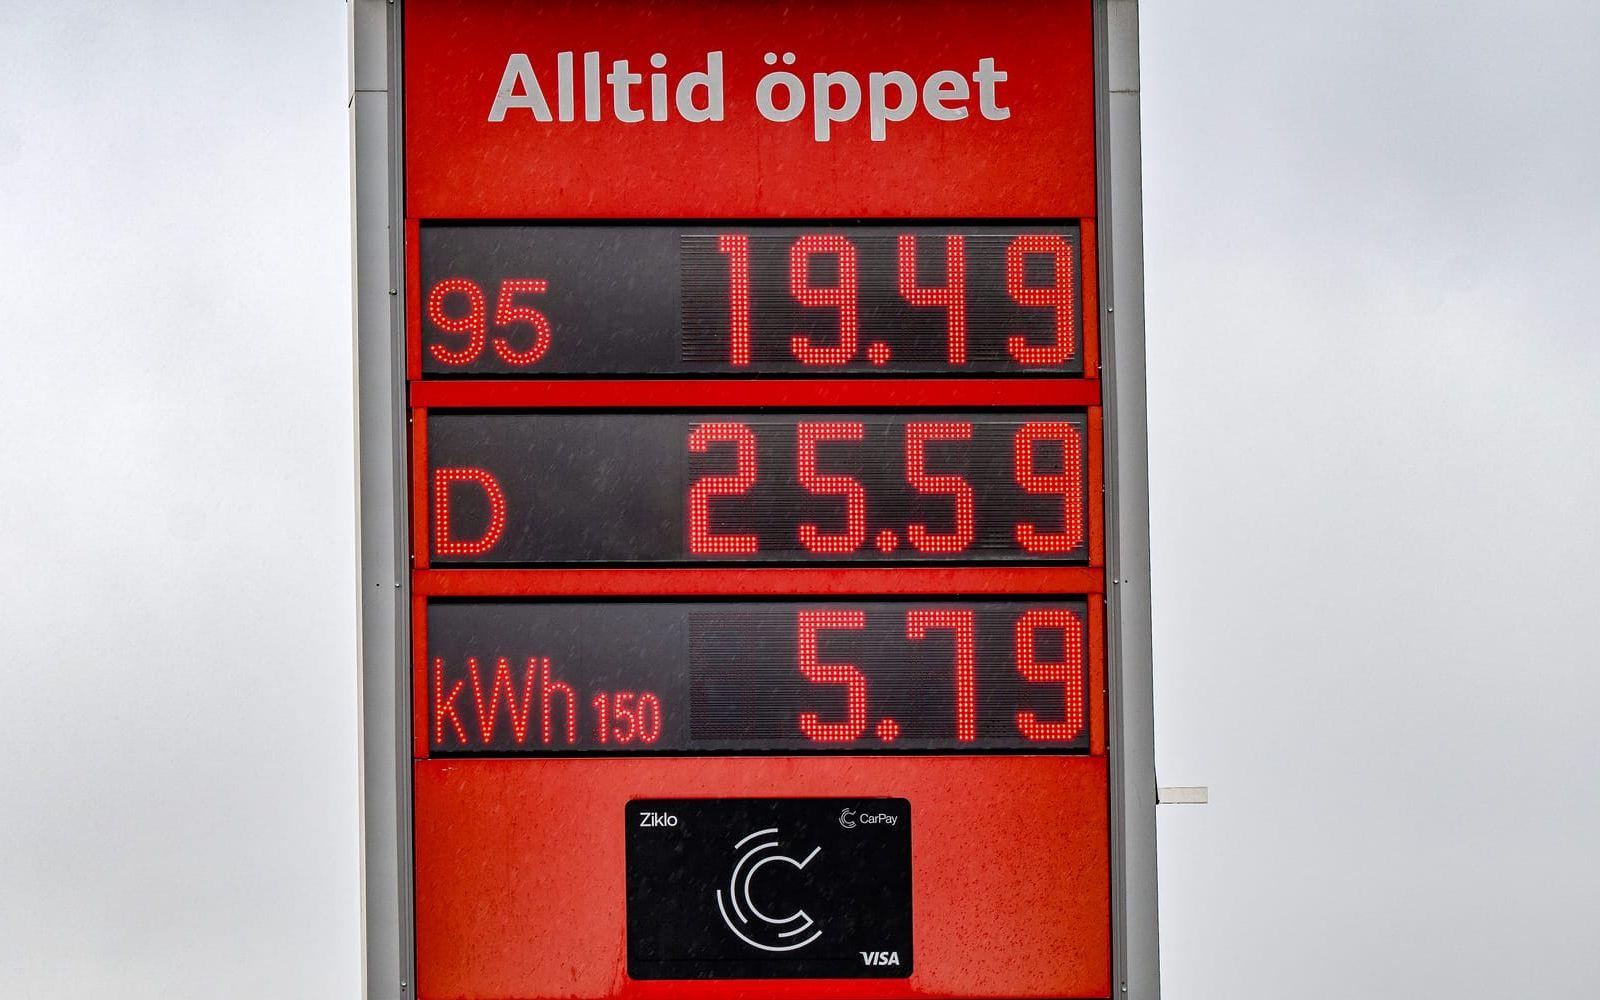 Alltid öppet
95 19.49
D 25.59
kWh 150 5.79
Ziklo CarPay
VISA